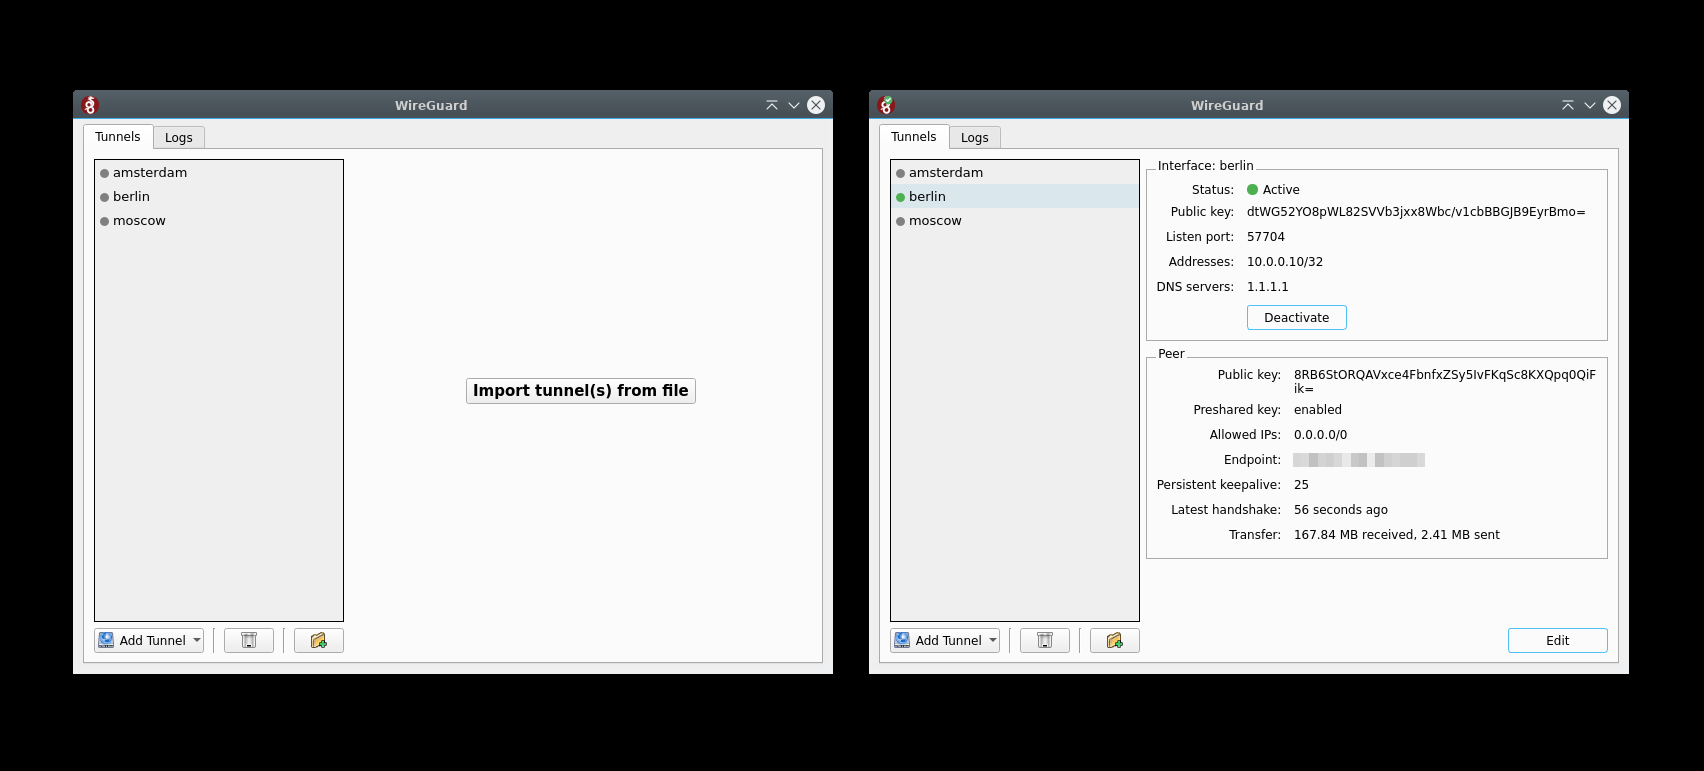 WireGuard
Tunnels Logs
amsterdam
berlin
moscow
Import tunnel(s) from file
Add Tunnel
WireGuard
Tunnels Logs
amsterdam
berlin
moscow
Add Tunnel
Interface: berlin
Status: Active
Public key: dtWG52YO8pWL82SVVb3jxx8Wbc/v1cbBBGJB9EyrBmo=
Listen port: 57704
Addresses: 10.0.0.10/32
DNS servers: 1.1.1.1
Deactivate
Peer
Public key: 8RB6StORQAVxce4FbnfxZSy5IvFKqSc8KXQpq0QiF
ik=
Preshared key: enabled
Allowed IPs: 0.0.0.0/0
Endpoint:
Persistent keepalive: 25
Latest handshake: 56 seconds ago
Transfer: 167.84 MB received, 2.41 MB sent
Edit